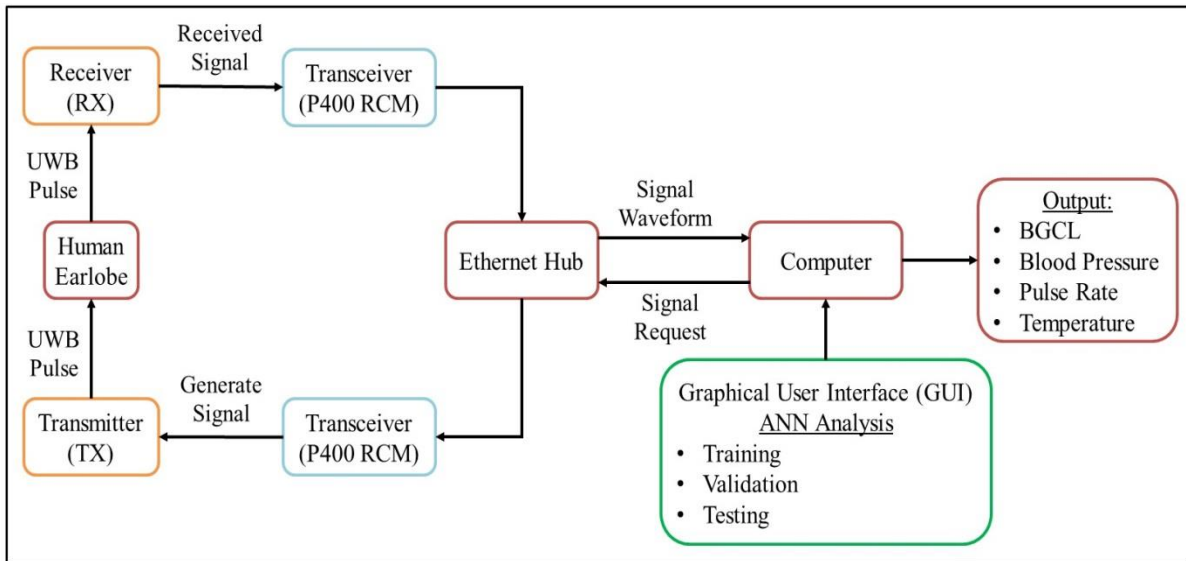 Receiver
(RX)
Received
Signal
Transceiver
(P400 RCM)
UWB
Pulse
Human
Earlobe
UWB
Pulse
Transmitter
(TX)
Generate
Signal
Transceiver
(P400 RCM)
Ethernet Hub
Signal
Waveform
Signal
Request
Computer
Output:
• BGCL
• Blood Pressure
• Pulse Rate
• Temperature
Graphical User Interface (GUI)
ANN Analysis
• Training
• Validation
• Testing